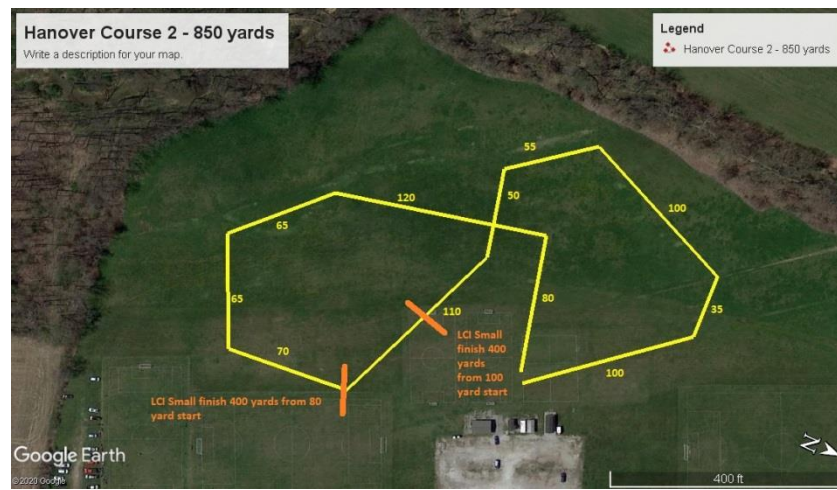 Hanover Course 2 - 850 yards
Write a description for your map.
Legend
Hanover Course 2 - 850 yards
55
50
120
65
100
65
110
80
35
70
100
LCI Small
finish 400
yards
from 100
yard start
LCI Small finish 400 yards from 80
yard start
Google Earth
© 2020 Google
N
400 ft